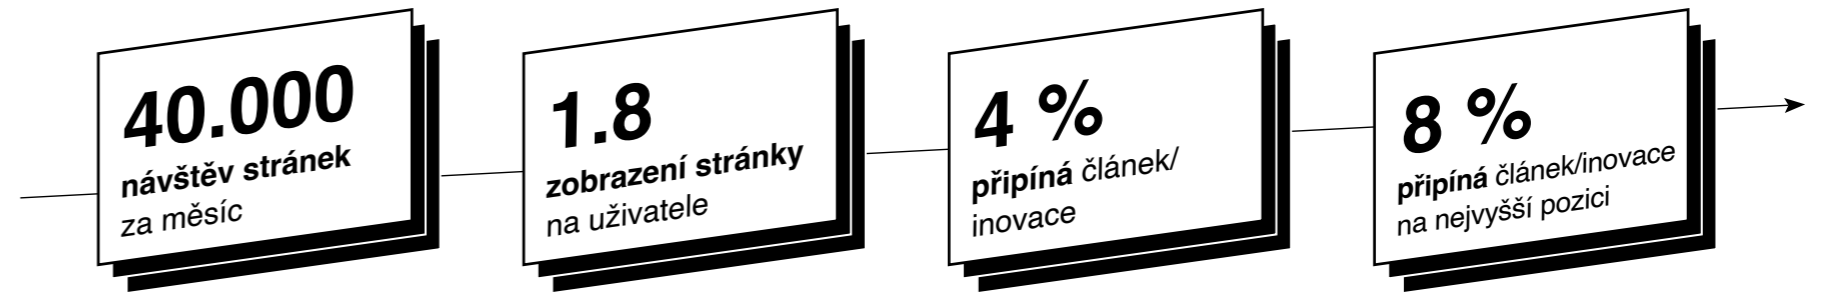 40.000
návštěv stránek
za měsíc
1.8
zobrazení stránky
na uživatele
4 %
připíná článek/
inovace
8 %
připíná článek/inovace
na nejvyšší pozici